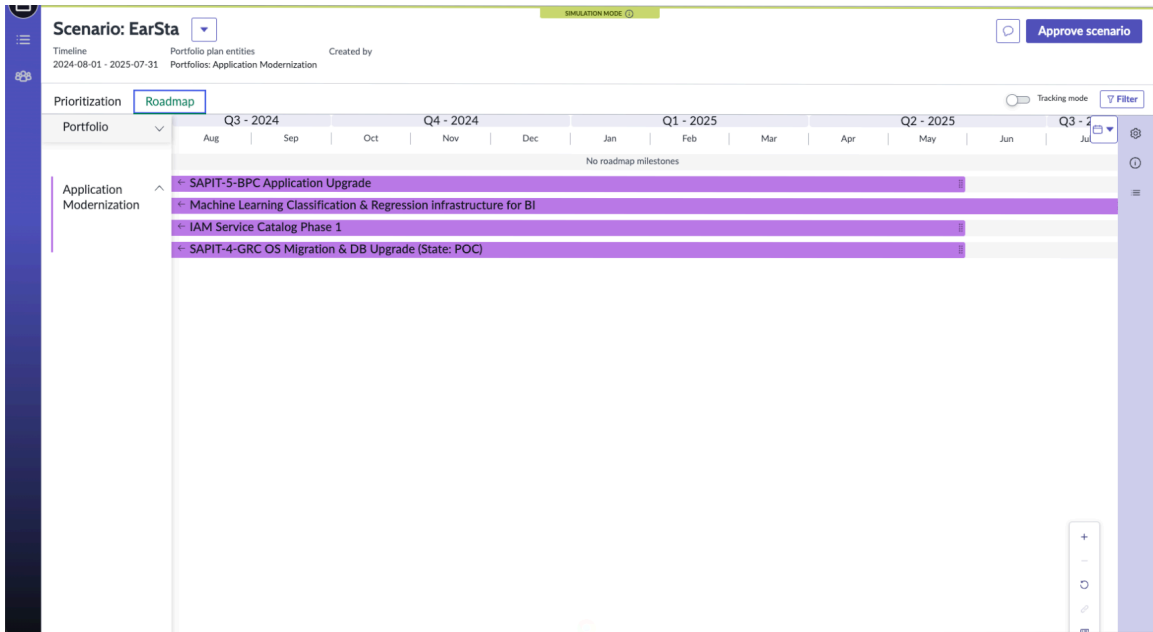 SIMULATION MODE
Scenario: EarSta
Approve scenario
Timeline Portfolio plan entities Created by
2024-08-01 - 2025-07-31 Portfolios: Application Modernization
Prioritization Roadmap Tracking mode Filter
Portfolio Q3 - 2024 Q4 - 2024 Q1 - 2025 Q2 - 2025 Q3 - 2
Aug Sep Oct Nov Dec Jan Feb Mar Apr May Jun Jul
No roadmap milestones
Application
Modernization
← SAPIT-5-BPC Application Upgrade
← Machine Learning Classification & Regression infrastructure for BI
← IAM Service Catalog Phase 1
← SAPIT-4-GRC OS Migration & DB Upgrade (State: POC)